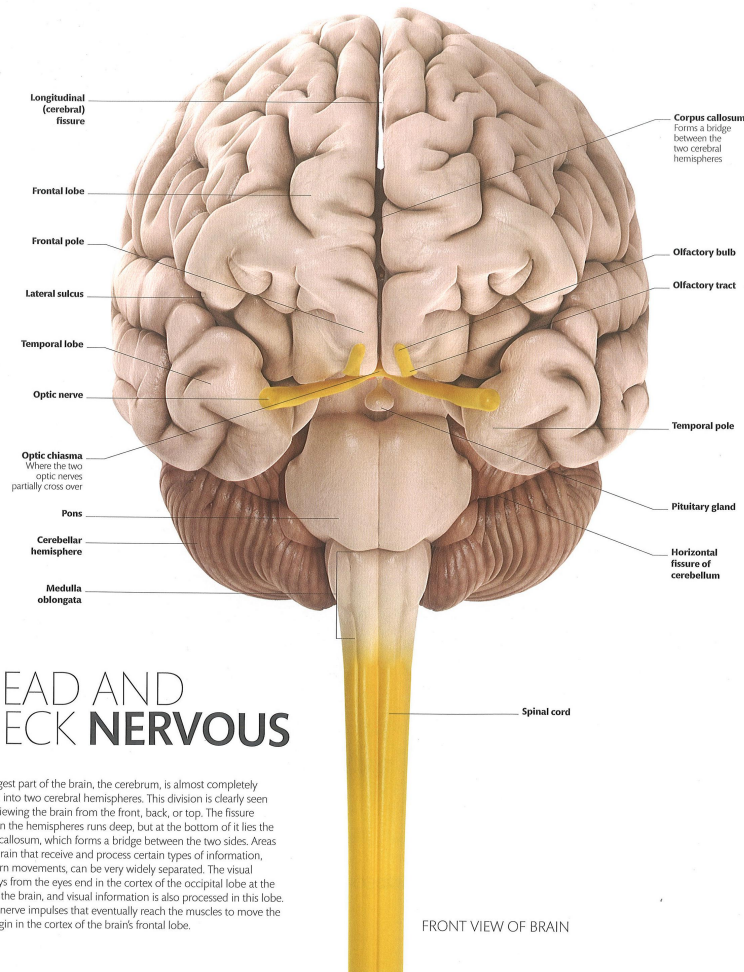 Longitudinal
(cerebral)
fissure
Frontal lobe
Frontal pole
Lateral sulcus
Temporal lobe
Optic nerve
Optic chiasma
Where the two
optic nerves
partially cross over
Pons
Cerebellar
hemisphere
Medulla
oblongata
Corpus callosum
Forms a bridge
between the
two cerebral
hemispheres
Olfactory bulb
Olfactory tract
Temporal pole
Pituitary gland
Horizontal
fissure of
cerebellum
Spinal cord
EAD AND
ECK NERVOUS
gest part of the brain, the cerebrum, is almost completely
into two cerebral hemispheres. This division is clearly seen
iewing the brain from the front, back, or top. The fissure
n the hemispheres runs deep, but at the bottom of it lies the
callosum, which forms a bridge between the two sides. Areas
rain that receive and process certain types of information,
rn movements, can be very widely separated. The visual
ys from the eyes end in the cortex of the occipital lobe at the
the brain, and visual information is also processed in this lobe.
nerve impulses that eventually reach the muscles to move the
gin in the cortex of the brain's frontal lobe.
FRONT VIEW OF BRAIN